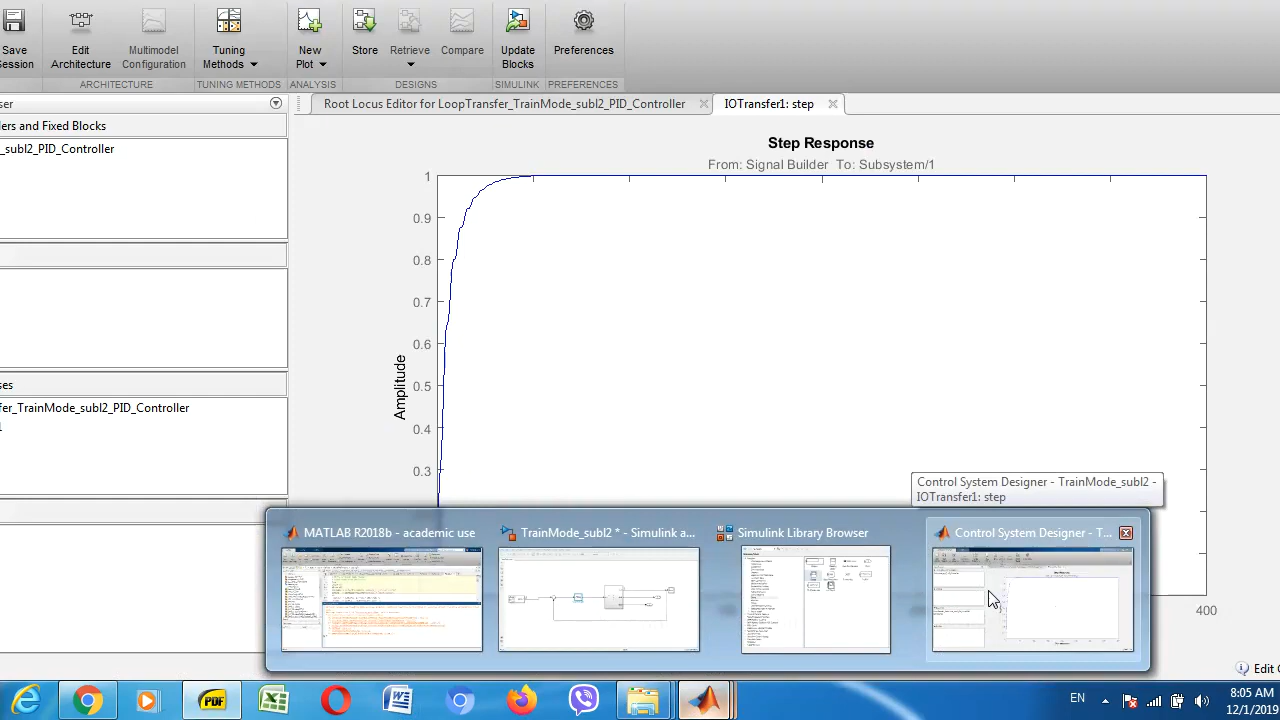 Save
Session
Edit
Architecture
Multimodel
Configuration
Tuning
Methods
New
Plot
Store
Retrieve
Compare
Update
Blocks
Preferences
ARCHITECTURE
TUNING METHODS
ANALYSIS
DESIGNS
SIMULINK
PREFERENCES
ser
Root Locus Editor for LoopTransfer_TrainMode_subl2_PID_Controller
IOTransfer1: step
lers and Fixed Blocks
_subl2_PID_Controller
ses
fer_TrainMode_subl2_PID_Controller
1
Step Response
From: Signal Builder To: Subsystem/1
1
0.9
0.8
0.7
0.6
0.5
0.4
0.3
Amplitude
400
Control System Designer - TrainMode_subl2 -
IOTransfer1: step
MATLAB R2018b - academic use
TrainMode_subl2 * - Simulink a...
Simulink Library Browser
Control System Designer - T...
Edit
PDF
EN
8:05 AM
12/1/2019